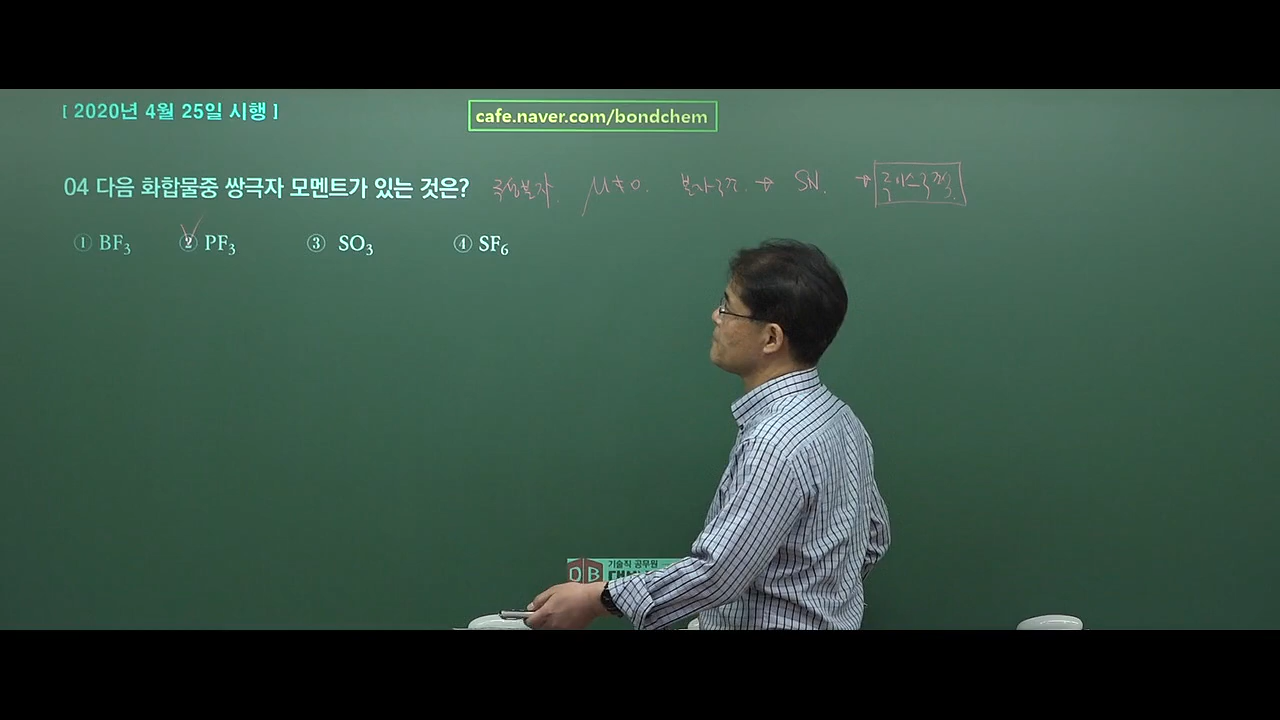 [ 2020년 4월 25일 시행 ]
cafe.naver.com/bondchem
04 다음 화합물중 쌍극자 모멘트가 있는 것은? 극성분자. μ≠0. 분자구조. → SN. → 루이스구조.
① BF₃ ② PF₃ ③ SO₃ ④ SF₆
기술직 공무원
DB